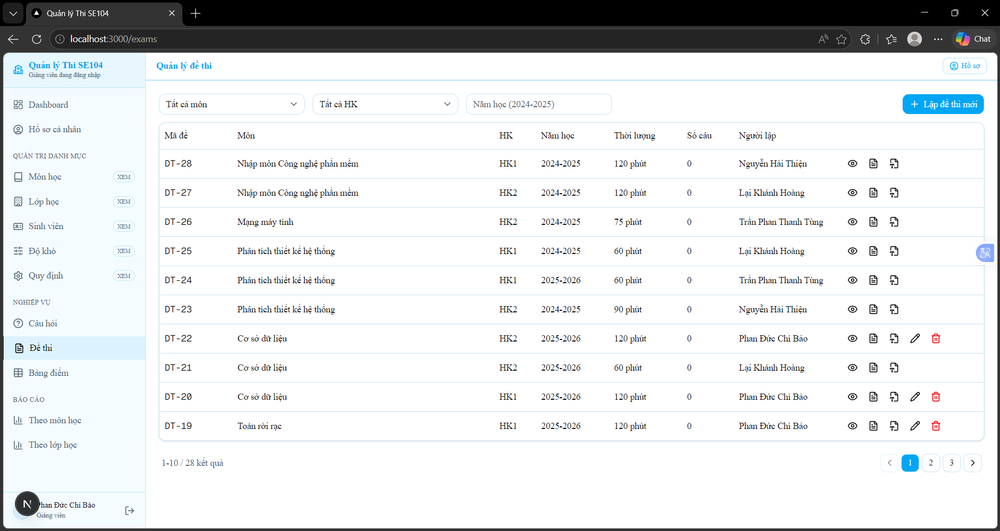 Quản lý Thi SE104
localhost:3000/exams
Chat
Quản lý Thi SE104
Giảng viên đang đăng nhập
Dashboard
Hồ sơ cá nhân
QUẢN TRỊ DANH MỤC
Môn học XEM
Lớp học XEM
Sinh viên XEM
Độ khó XEM
Quy định XEM
NGHIỆP VỤ
Câu hỏi
Đề thi
Bảng điểm
BÁO CÁO
Theo môn học
Theo lớp học
N
Phan Đức Chí Bảo
Giảng viên
Quản lý đề thi
Hồ sơ
Tất cả môn Tất cả HK Năm học (2024-2025) Lập đề thi mới
Mã đề Môn HK Năm học Thời lượng Số câu Người lập
DT-28 Nhập môn Công nghệ phần mềm HK1 2024-2025 120 phút 0 Nguyễn Hải Thiện
DT-27 Nhập môn Công nghệ phần mềm HK2 2024-2025 120 phút 0 Lại Khánh Hoàng
DT-26 Mạng máy tính HK2 2024-2025 75 phút 0 Trần Phan Thanh Tùng
DT-25 Phân tích thiết kế hệ thống HK1 2024-2025 60 phút 0 Lại Khánh Hoàng
DT-24 Phân tích thiết kế hệ thống HK1 2025-2026 60 phút 0 Trần Phan Thanh Tùng
DT-23 Phân tích thiết kế hệ thống HK2 2024-2025 90 phút 0 Nguyễn Hải Thiện
DT-22 Cơ sở dữ liệu HK2 2025-2026 120 phút 0 Phan Đức Chí Bảo
DT-21 Cơ sở dữ liệu HK2 2025-2026 60 phút 0 Lại Khánh Hoàng
DT-20 Cơ sở dữ liệu HK1 2025-2026 120 phút 0 Phan Đức Chí Bảo
DT-19 Toán rời rạc HK1 2025-2026 120 phút 0 Phan Đức Chí Bảo
1-10 / 28 kết quả
1 2 3